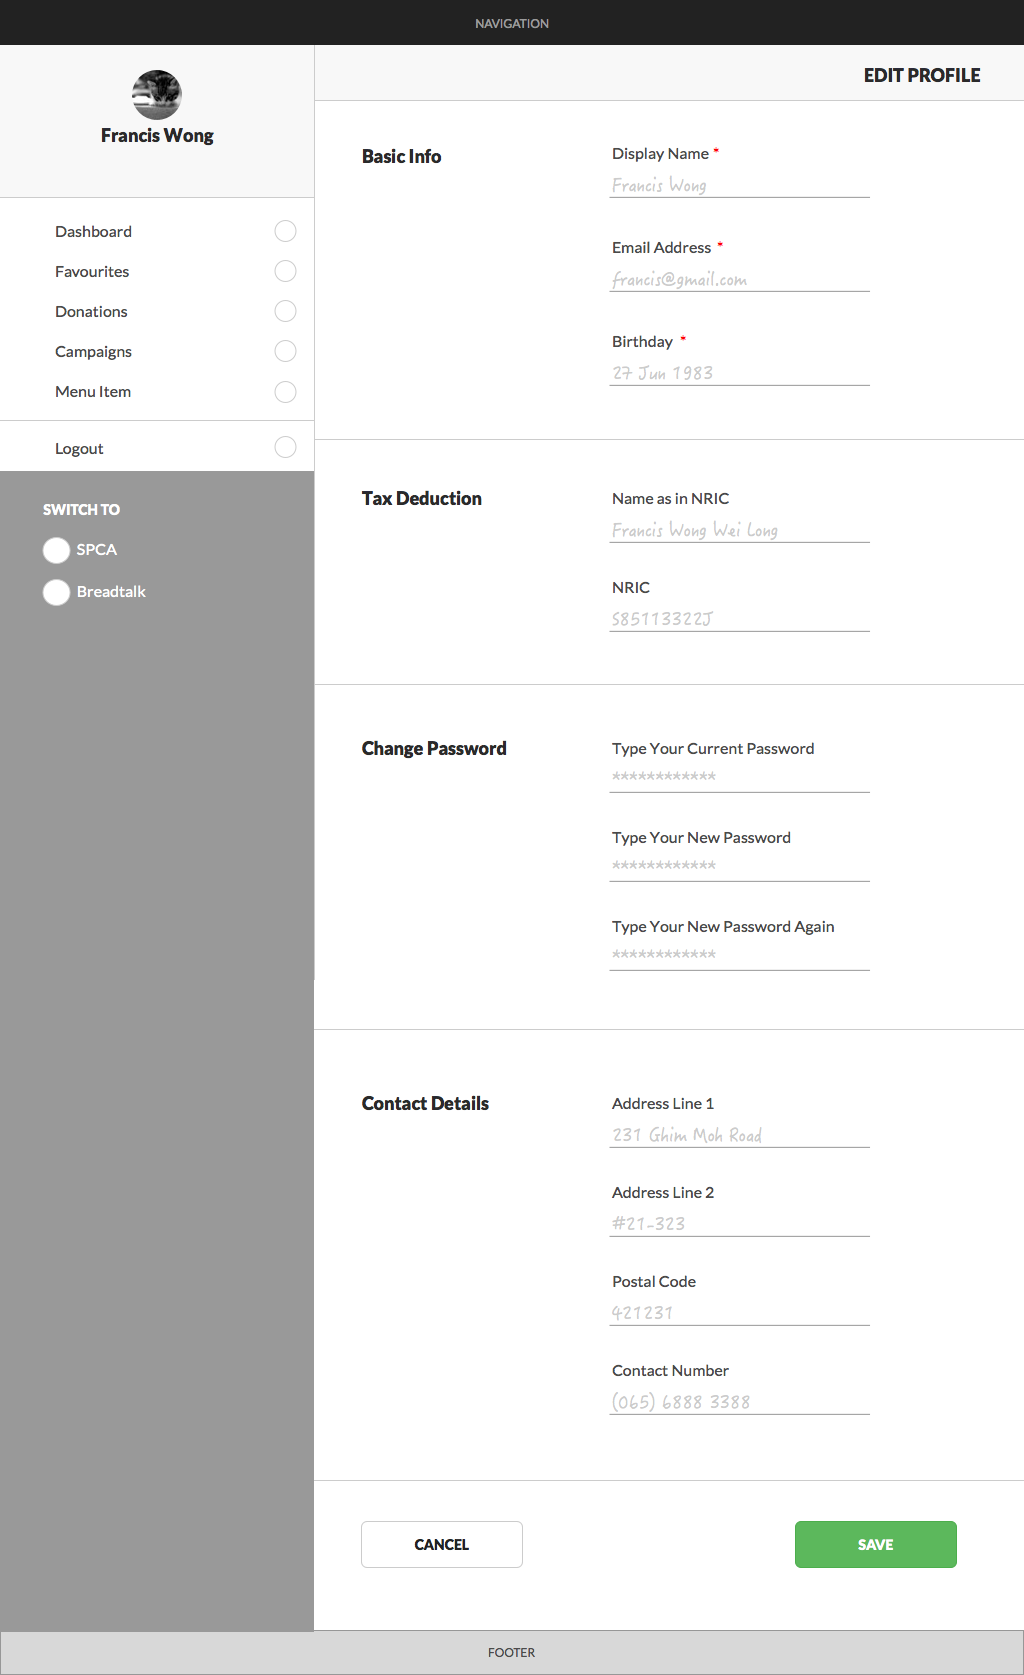 NAVIGATION
EDIT PROFILE
Francis Wong
Dashboard
Favourites
Donations
Campaigns
Menu Item
Logout
SWITCH TO
SPCA
Breadtalk
Basic Info
Display Name *
Francis Wong
Email Address *
francis@gmail.com
Birthday *
27 Jun 1983
Tax Deduction
Name as in NRIC
Francis Wong Wei Long
NRIC
S85113322J
Change Password
Type Your Current Password
************
Type Your New Password
************
Type Your New Password Again
************
Contact Details
Address Line 1
231 Ghim Moh Road
Address Line 2
#21-323
Postal Code
421231
Contact Number
(065) 6888 3388
CANCEL
SAVE
FOOTER